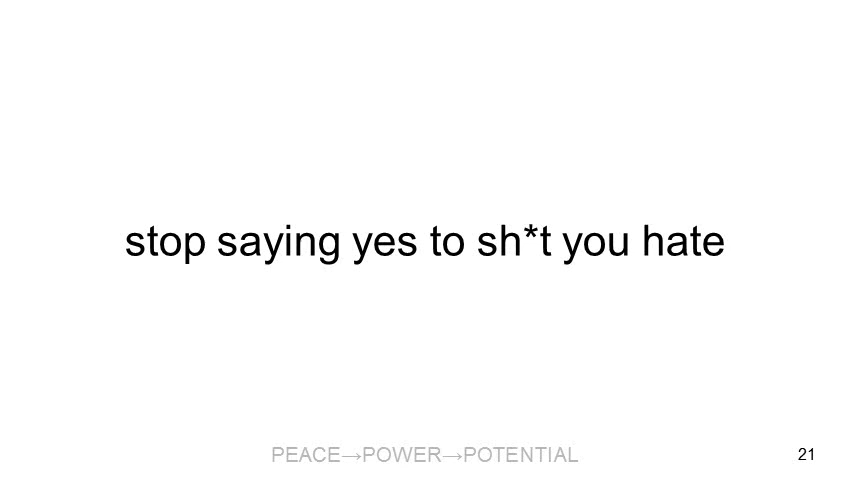 stop saying yes to sh*t you hate
PEACE→POWER→POTENTIAL
21